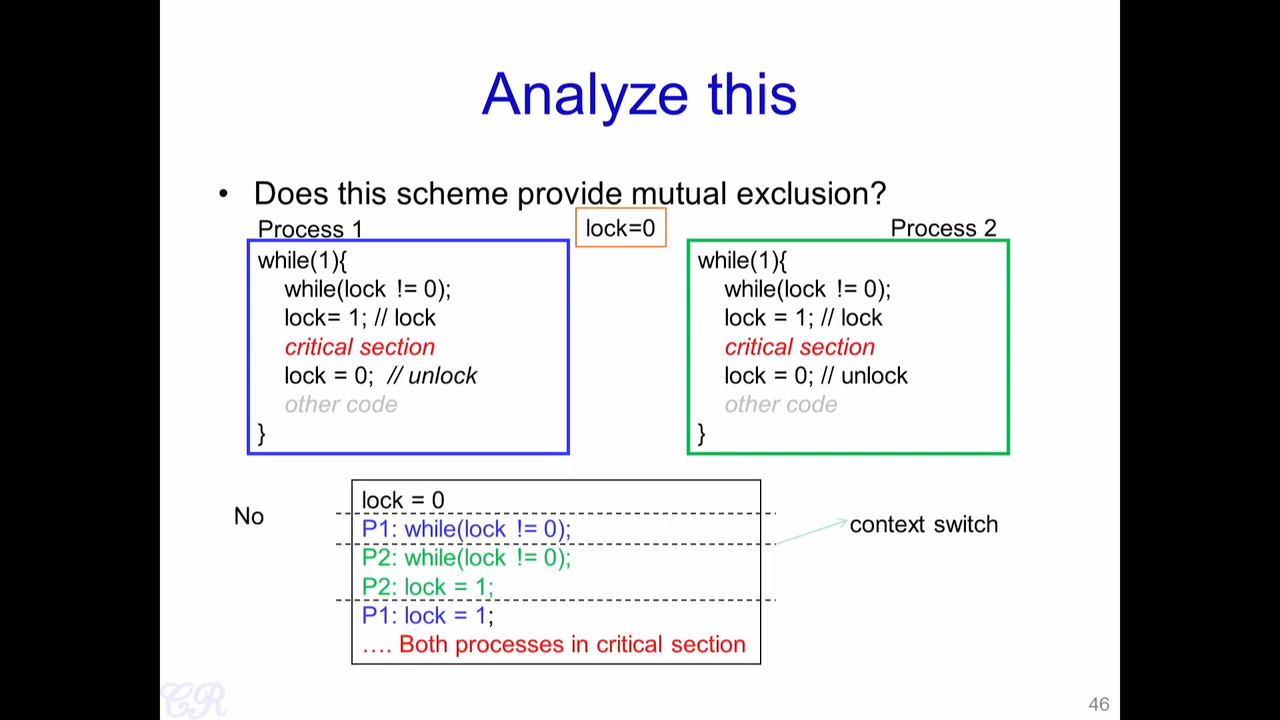 Analyze this
• Does this scheme provide mutual exclusion?
Process 1
lock=0
Process 2
while(1){
while(lock != 0);
lock= 1; // lock
critical section
lock = 0; // unlock
other code
}
while(1){
while(lock != 0);
lock = 1; // lock
critical section
lock = 0; // unlock
other code
}
No
lock = 0
P1: while(lock != 0);
P2: while(lock != 0);
P2: lock = 1;
P1: lock = 1;
…. Both processes in critical section
context switch
CR
46